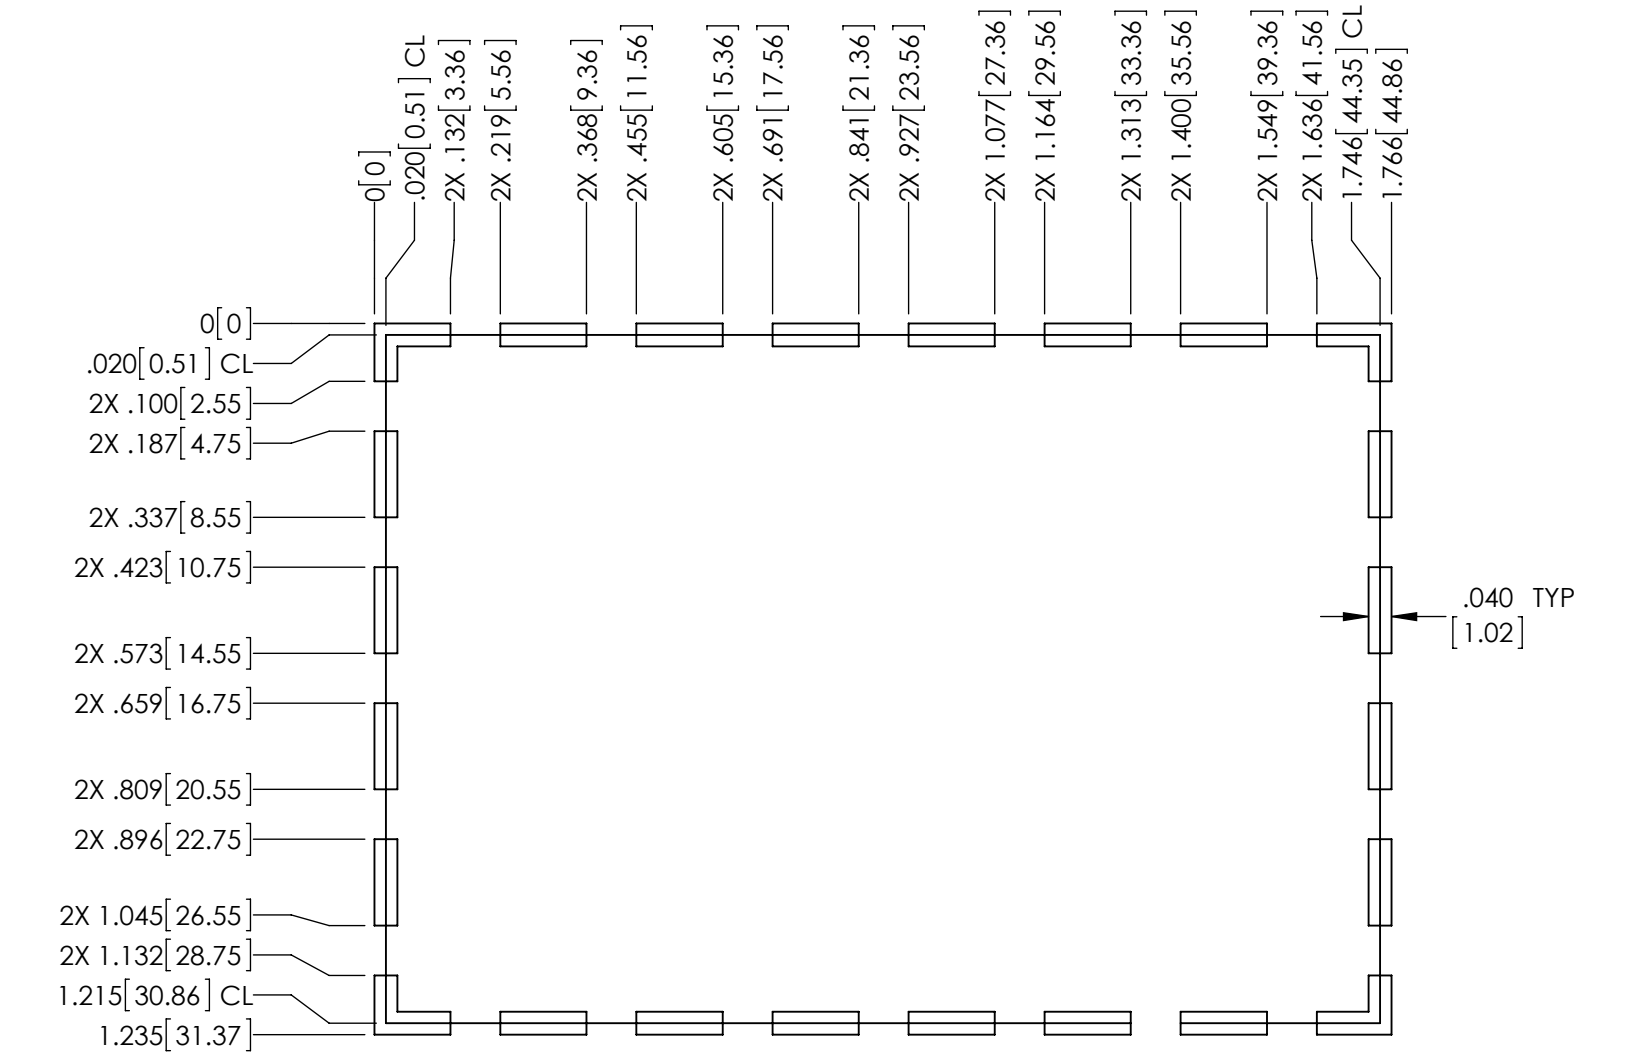 0[0]
.020[0.51] CL
2X .132[3.36]
2X .219[5.56]
2X .368[9.36]
2X .455[11.56]
2X .605[15.36]
2X .691[17.56]
2X .841[21.36]
2X .927[23.56]
2X 1.077[27.36]
2X 1.164[29.56]
2X 1.313[33.36]
2X 1.400[35.56]
2X 1.549[39.36]
2X 1.636[41.56]
1.746[44.35] CL
1.766[44.86]
0[0]
.020[0.51] CL
2X .100[2.55]
2X .187[4.75]
2X .337[8.55]
2X .423[10.75]
2X .573[14.55]
2X .659[16.75]
2X .809[20.55]
2X .896[22.75]
2X 1.045[26.55]
2X 1.132[28.75]
1.215[30.86] CL
1.235[31.37]
.040 TYP
[1.02]